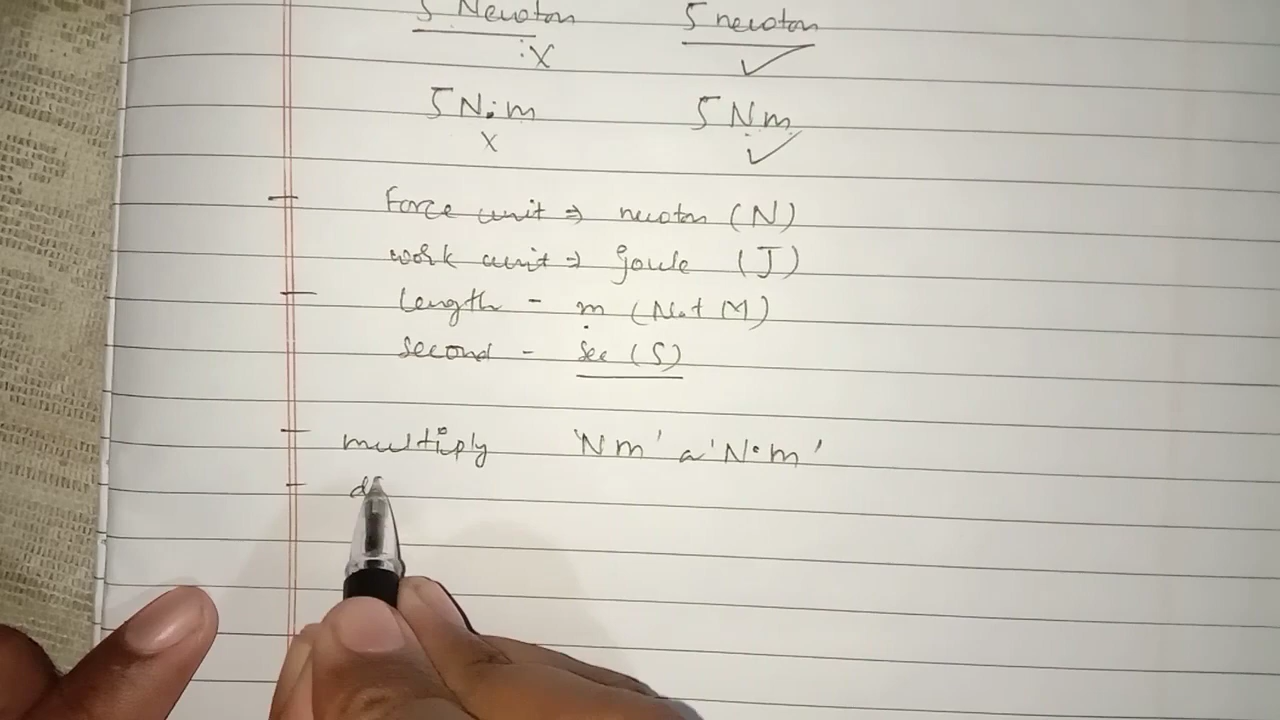 5 Newton 5 newton
X ✓
5 N.m 5 Nm
X ✓
Force unit ⇒ newton (N)
work unit ⇒ joule (J)
length - m (Not M)
second - sec (S)
multiply 'Nm' a 'N·m'
d